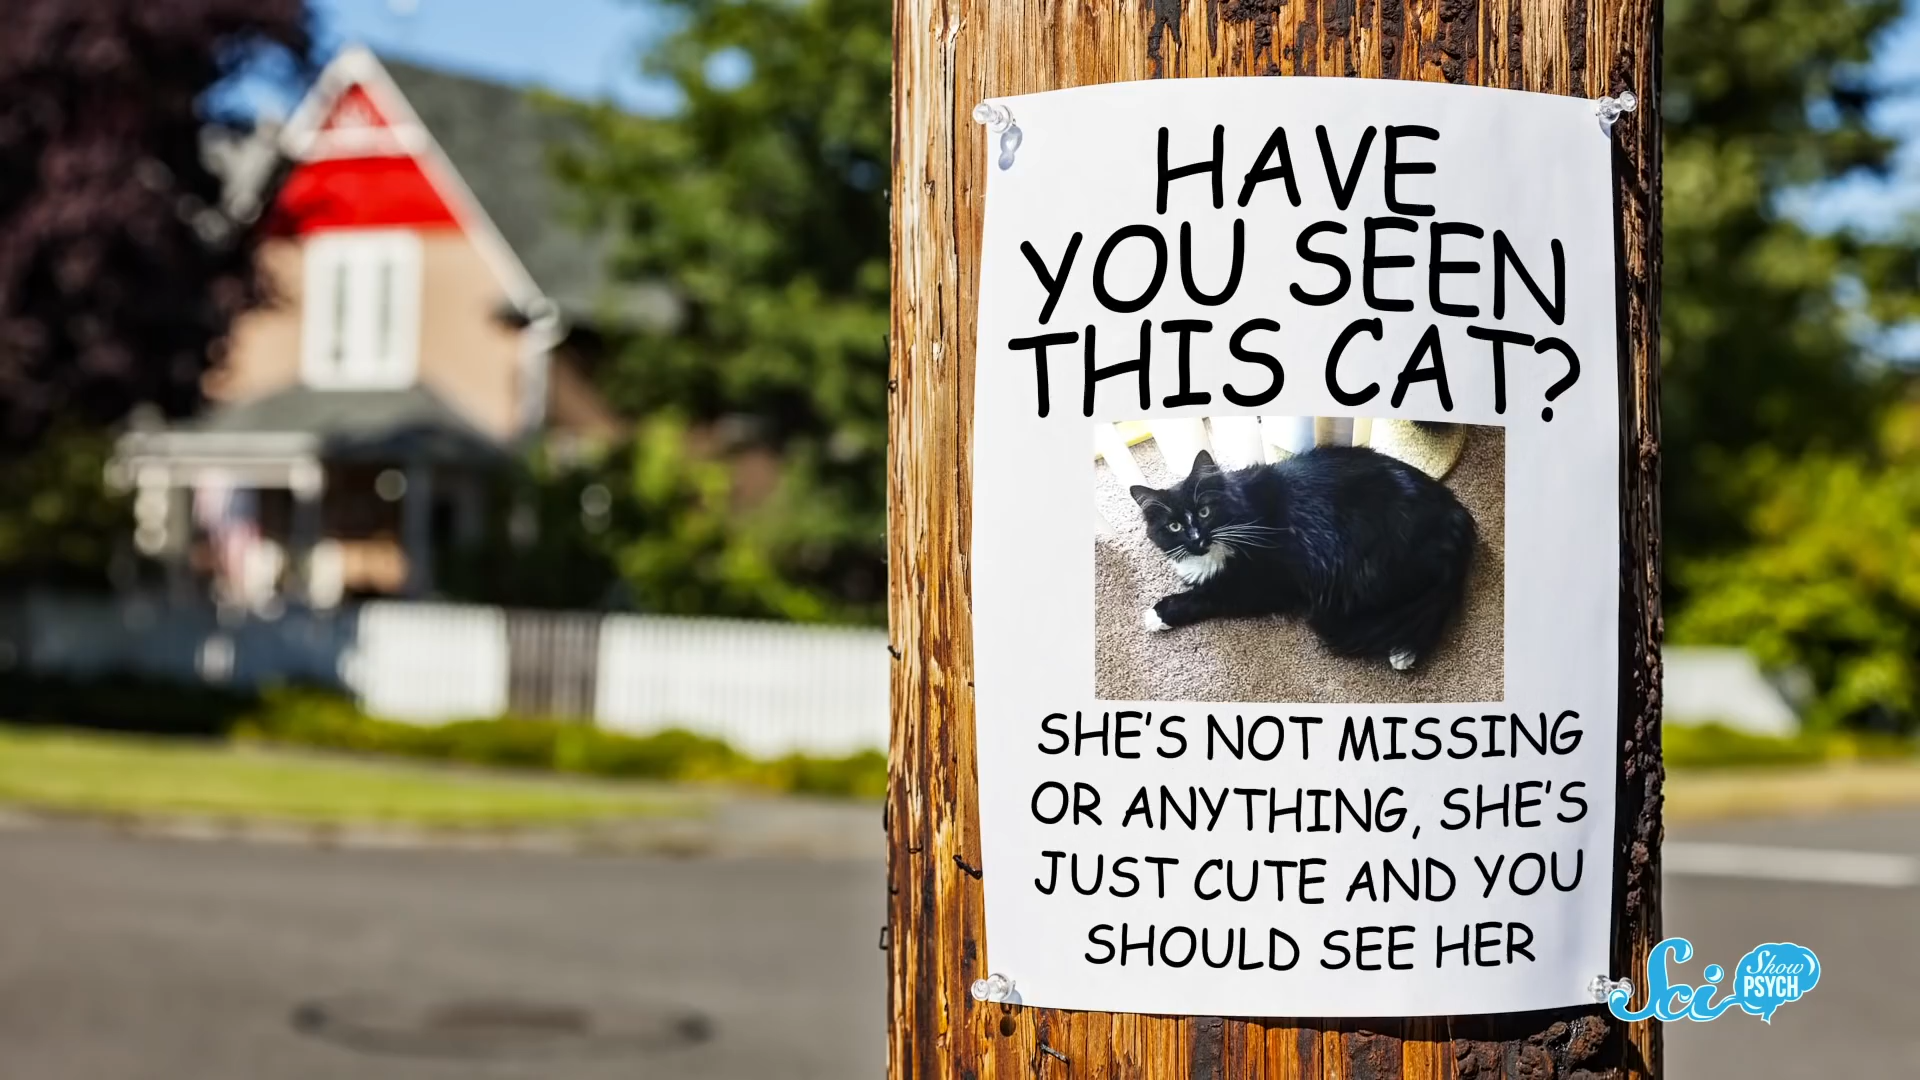 HAVE
YOU SEEN
THIS CAT?
SHE'S NOT MISSING
OR ANYTHING, SHE'S
JUST CUTE AND YOU
SHOULD SEE HER
Sci Show
PSYCH